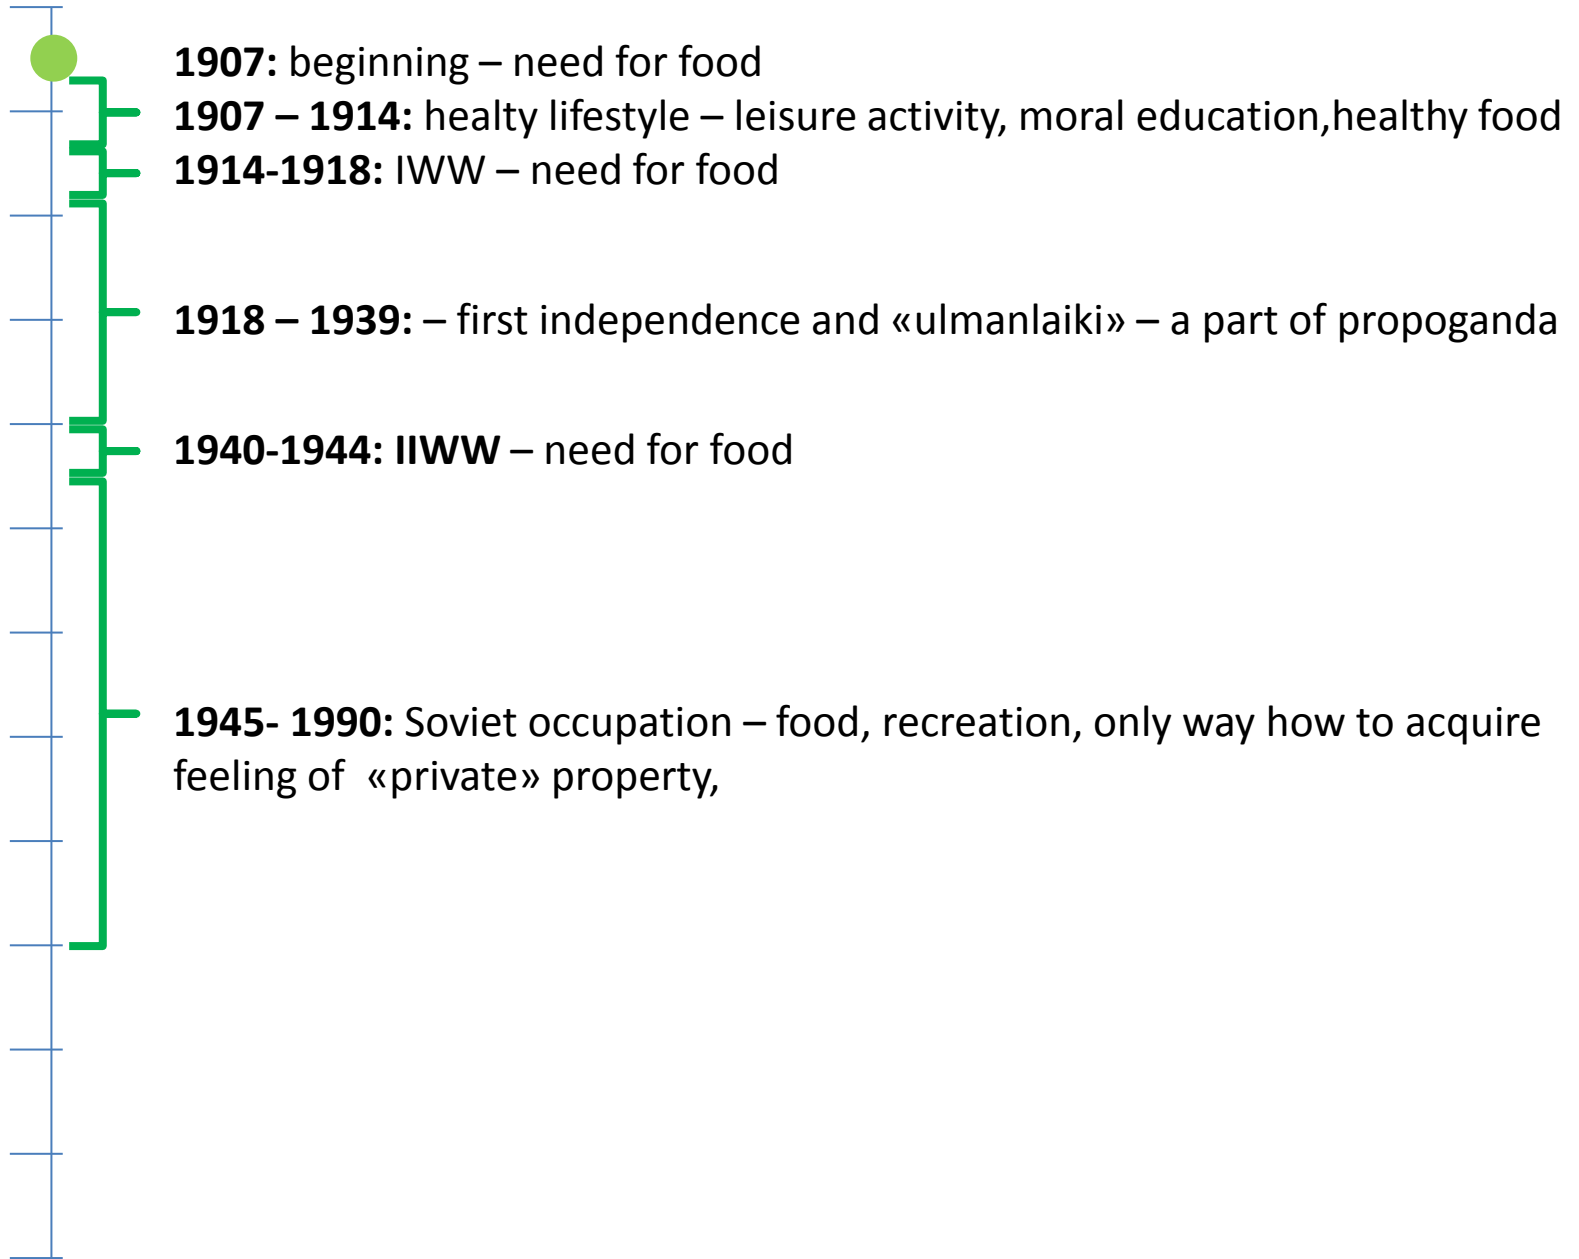 1907: beginning – need for food
1907 – 1914: healty lifestyle – leisure activity, moral education,healthy food
1914-1918: IWW – need for food
1918 – 1939: – first independence and «ulmanlaiki» – a part of propoganda
1940-1944: IIWW – need for food
1945- 1990: Soviet occupation – food, recreation, only way how to acquire
feeling of  «private» property,